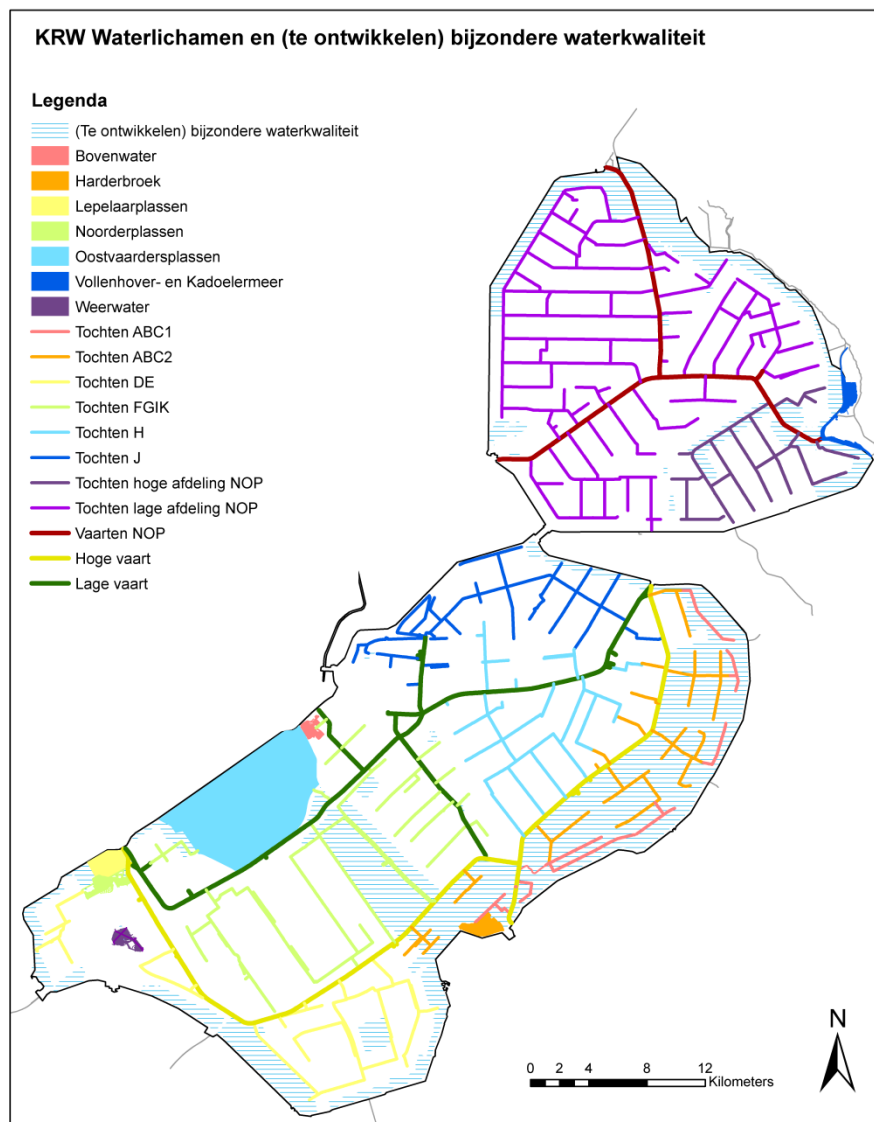 KRW Waterlichamen en (te ontwikkelen) bijzondere waterkwaliteit
Legenda
(Te ontwikkelen) bijzondere waterkwaliteit
Bovenwater
Harderbroek
Lepelaarplassen
Noorderplassen
Oostvaardersplassen
Vollenhover- en Kadoelermeer
Weerwater
Tochten ABC1
Tochten ABC2
Tochten DE
Tochten FGIK
Tochten H
Tochten J
Tochten hoge afdeling NOP
Tochten lage afdeling NOP
Vaarten NOP
Hoge vaart
Lage vaart
N
0 2 4 8 12
Kilometers